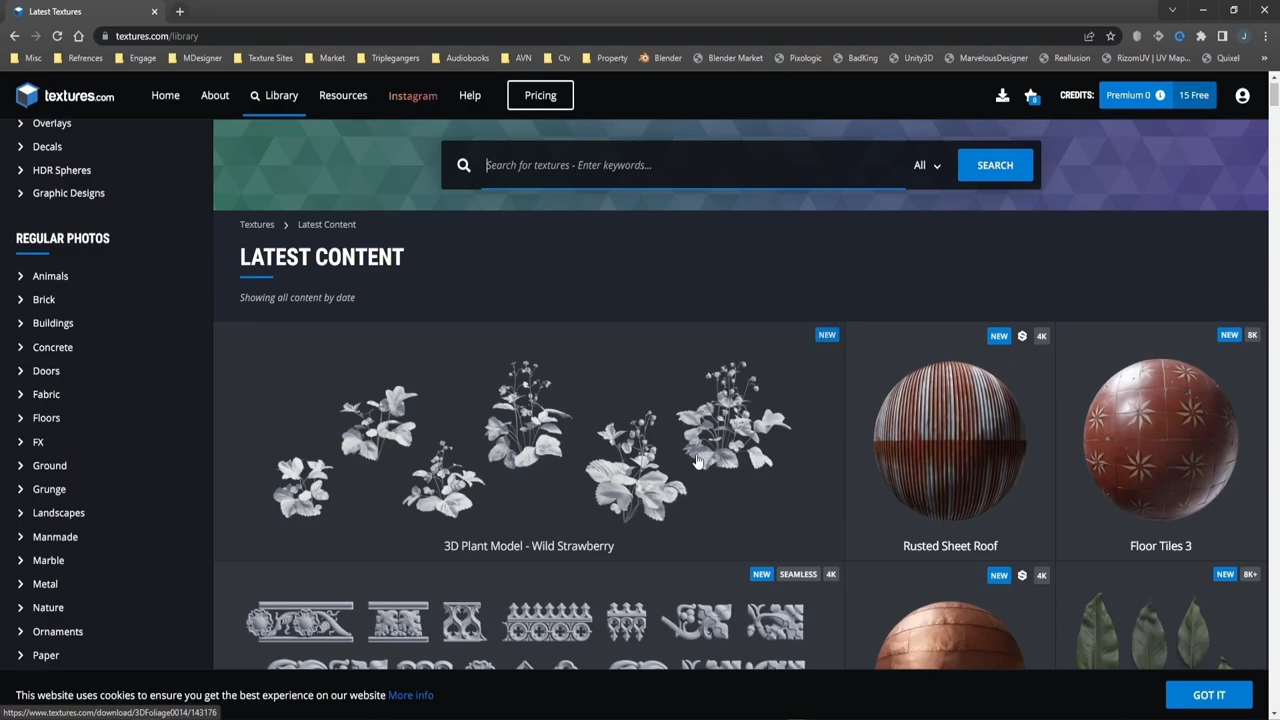 Latest Textures
textures.com/library
Misc
Refrences
Engage
MDesigner
Texture Sites
Market
Triplegangers
Audiobooks
AVN
Ctv
Property
Blender
Blender Market
Pixologic
BadKing
Unity3D
MarvelousDesigner
Reallusion
RizomUV | UV Map...
Quixel
textures.com
Home
About
Library
Resources
Instagram
Help
Pricing
0
CREDITS:
Premium 0
15 Free
Overlays
Decals
HDR Spheres
Graphic Designs
REGULAR PHOTOS
Animals
Brick
Buildings
Concrete
Doors
Fabric
Floors
FX
Ground
Grunge
Landscapes
Manmade
Marble
Metal
Nature
Ornaments
Paper
Search for textures - Enter keywords...
All
SEARCH
Textures > Latest Content
LATEST CONTENT
Showing all content by date
NEW
3D Plant Model - Wild Strawberry
NEW 4K
Rusted Sheet Roof
NEW 8K
Floor Tiles 3
NEW SEAMLESS 4K
NEW 4K
NEW 8K+
This website uses cookies to ensure you get the best experience on our website More info
GOT IT
https://www.textures.com/download/3DFoliage0014/143176